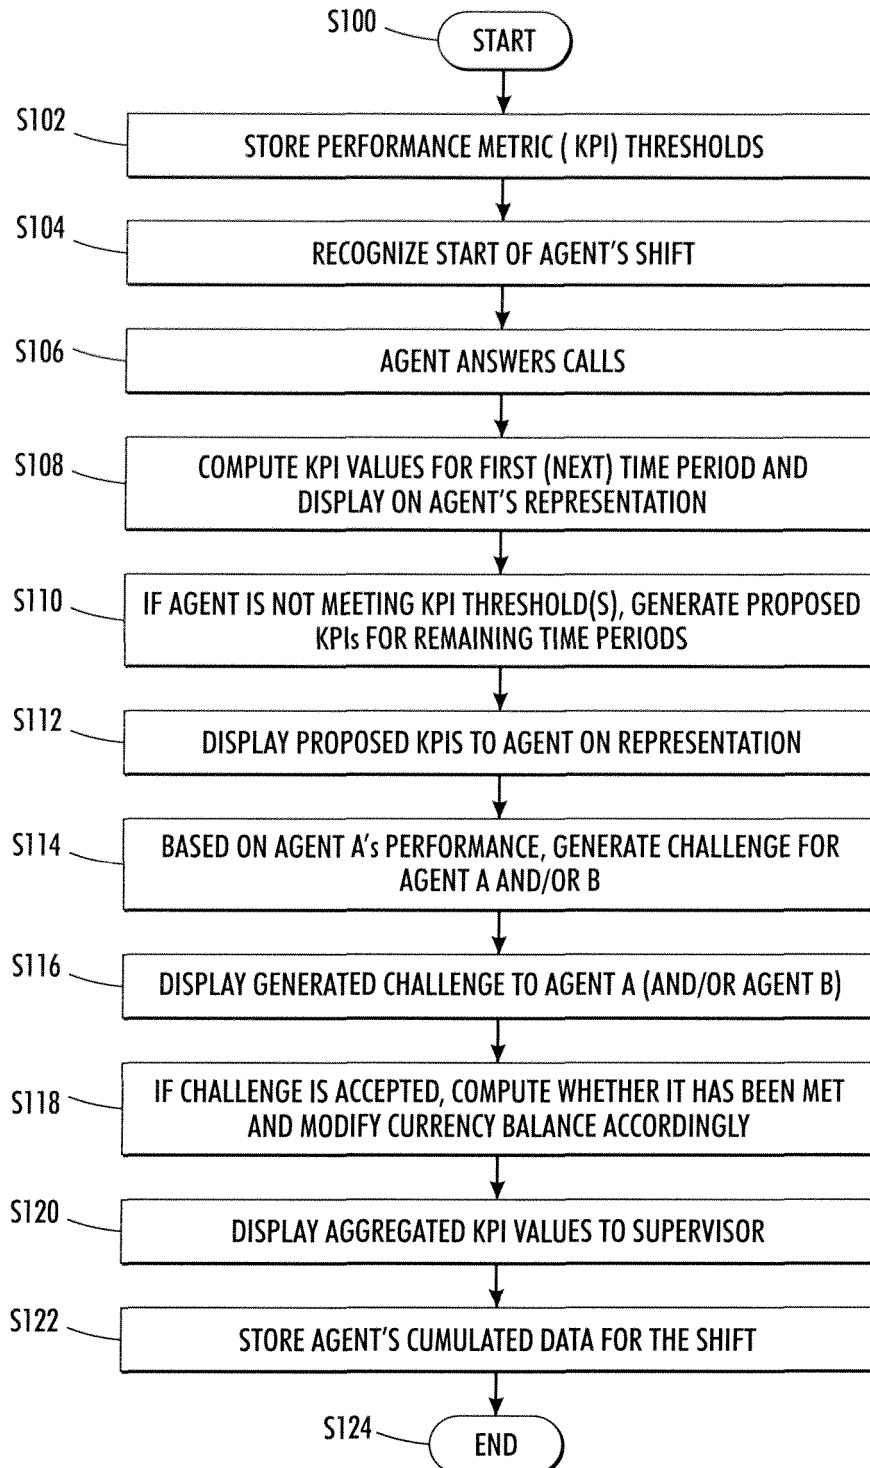 S100
START
S102
STORE PERFORMANCE METRIC ( KPI) THRESHOLDS
S104
RECOGNIZE START OF AGENT'S SHIFT
S106
AGENT ANSWERS CALLS
S108
COMPUTE KPI VALUES FOR FIRST (NEXT) TIME PERIOD AND
DISPLAY ON AGENT'S REPRESENTATION
S110
IF AGENT IS NOT MEETING KPI THRESHOLD(S), GENERATE PROPOSED
KPIs FOR REMAINING TIME PERIODS
S112
DISPLAY PROPOSED KPIS TO AGENT ON REPRESENTATION
S114
BASED ON AGENT A's PERFORMANCE, GENERATE CHALLENGE FOR
AGENT A AND/OR B
S116
DISPLAY GENERATED CHALLENGE TO AGENT A (AND/OR AGENT B)
S118
IF CHALLENGE IS ACCEPTED, COMPUTE WHETHER IT HAS BEEN MET
AND MODIFY CURRENCY BALANCE ACCORDINGLY
S120
DISPLAY AGGREGATED KPI VALUES TO SUPERVISOR
S122
STORE AGENT'S CUMULATED DATA FOR THE SHIFT
S124
END